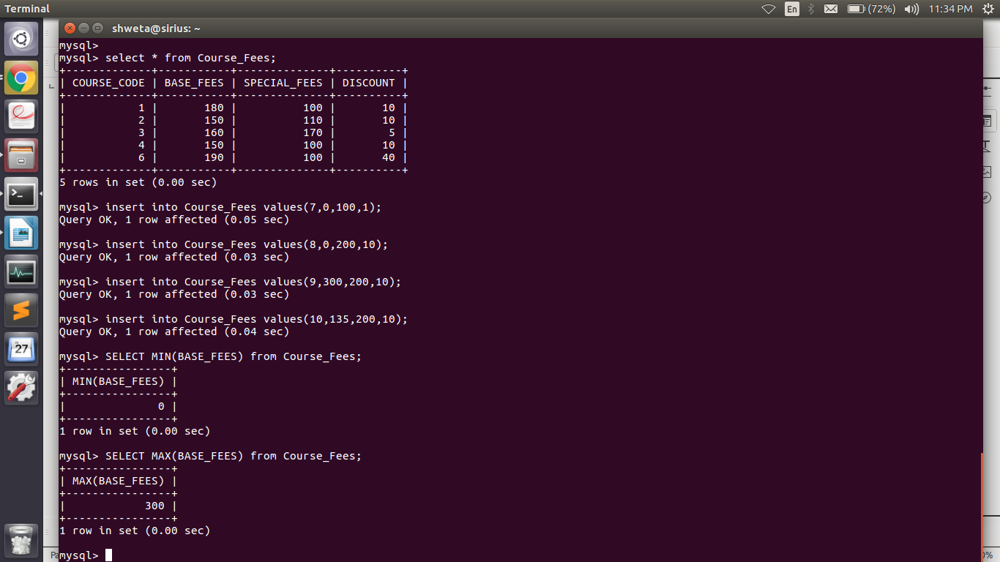 Terminal
En
(72%)
11:34 PM
shweta@sirius: ~
mysql>
mysql> select * from Course_Fees;
+-------------+-----------+--------------+----------+
| COURSE_CODE | BASE_FEES | SPECIAL_FEES | DISCOUNT |
+-------------+-----------+--------------+----------+
|           1 |       180 |          100 |       10 |
|           2 |       150 |          110 |       10 |
|           3 |       160 |          170 |        5 |
|           4 |       150 |          100 |       10 |
|           6 |       190 |          100 |       40 |
+-------------+-----------+--------------+----------+
5 rows in set (0.00 sec)
mysql> insert into Course_Fees values(7,0,100,1);
Query OK, 1 row affected (0.05 sec)
mysql> insert into Course_Fees values(8,0,200,10);
Query OK, 1 row affected (0.03 sec)
mysql> insert into Course_Fees values(9,300,200,10);
Query OK, 1 row affected (0.03 sec)
mysql> insert into Course_Fees values(10,135,200,10);
Query OK, 1 row affected (0.04 sec)
mysql> SELECT MIN(BASE_FEES) from Course_Fees;
+----------------+
| MIN(BASE_FEES) |
+----------------+
|              0 |
+----------------+
1 row in set (0.00 sec)
mysql> SELECT MAX(BASE_FEES) from Course_Fees;
+----------------+
| MAX(BASE_FEES) |
+----------------+
|            300 |
+----------------+
1 row in set (0.00 sec)
mysql>
27